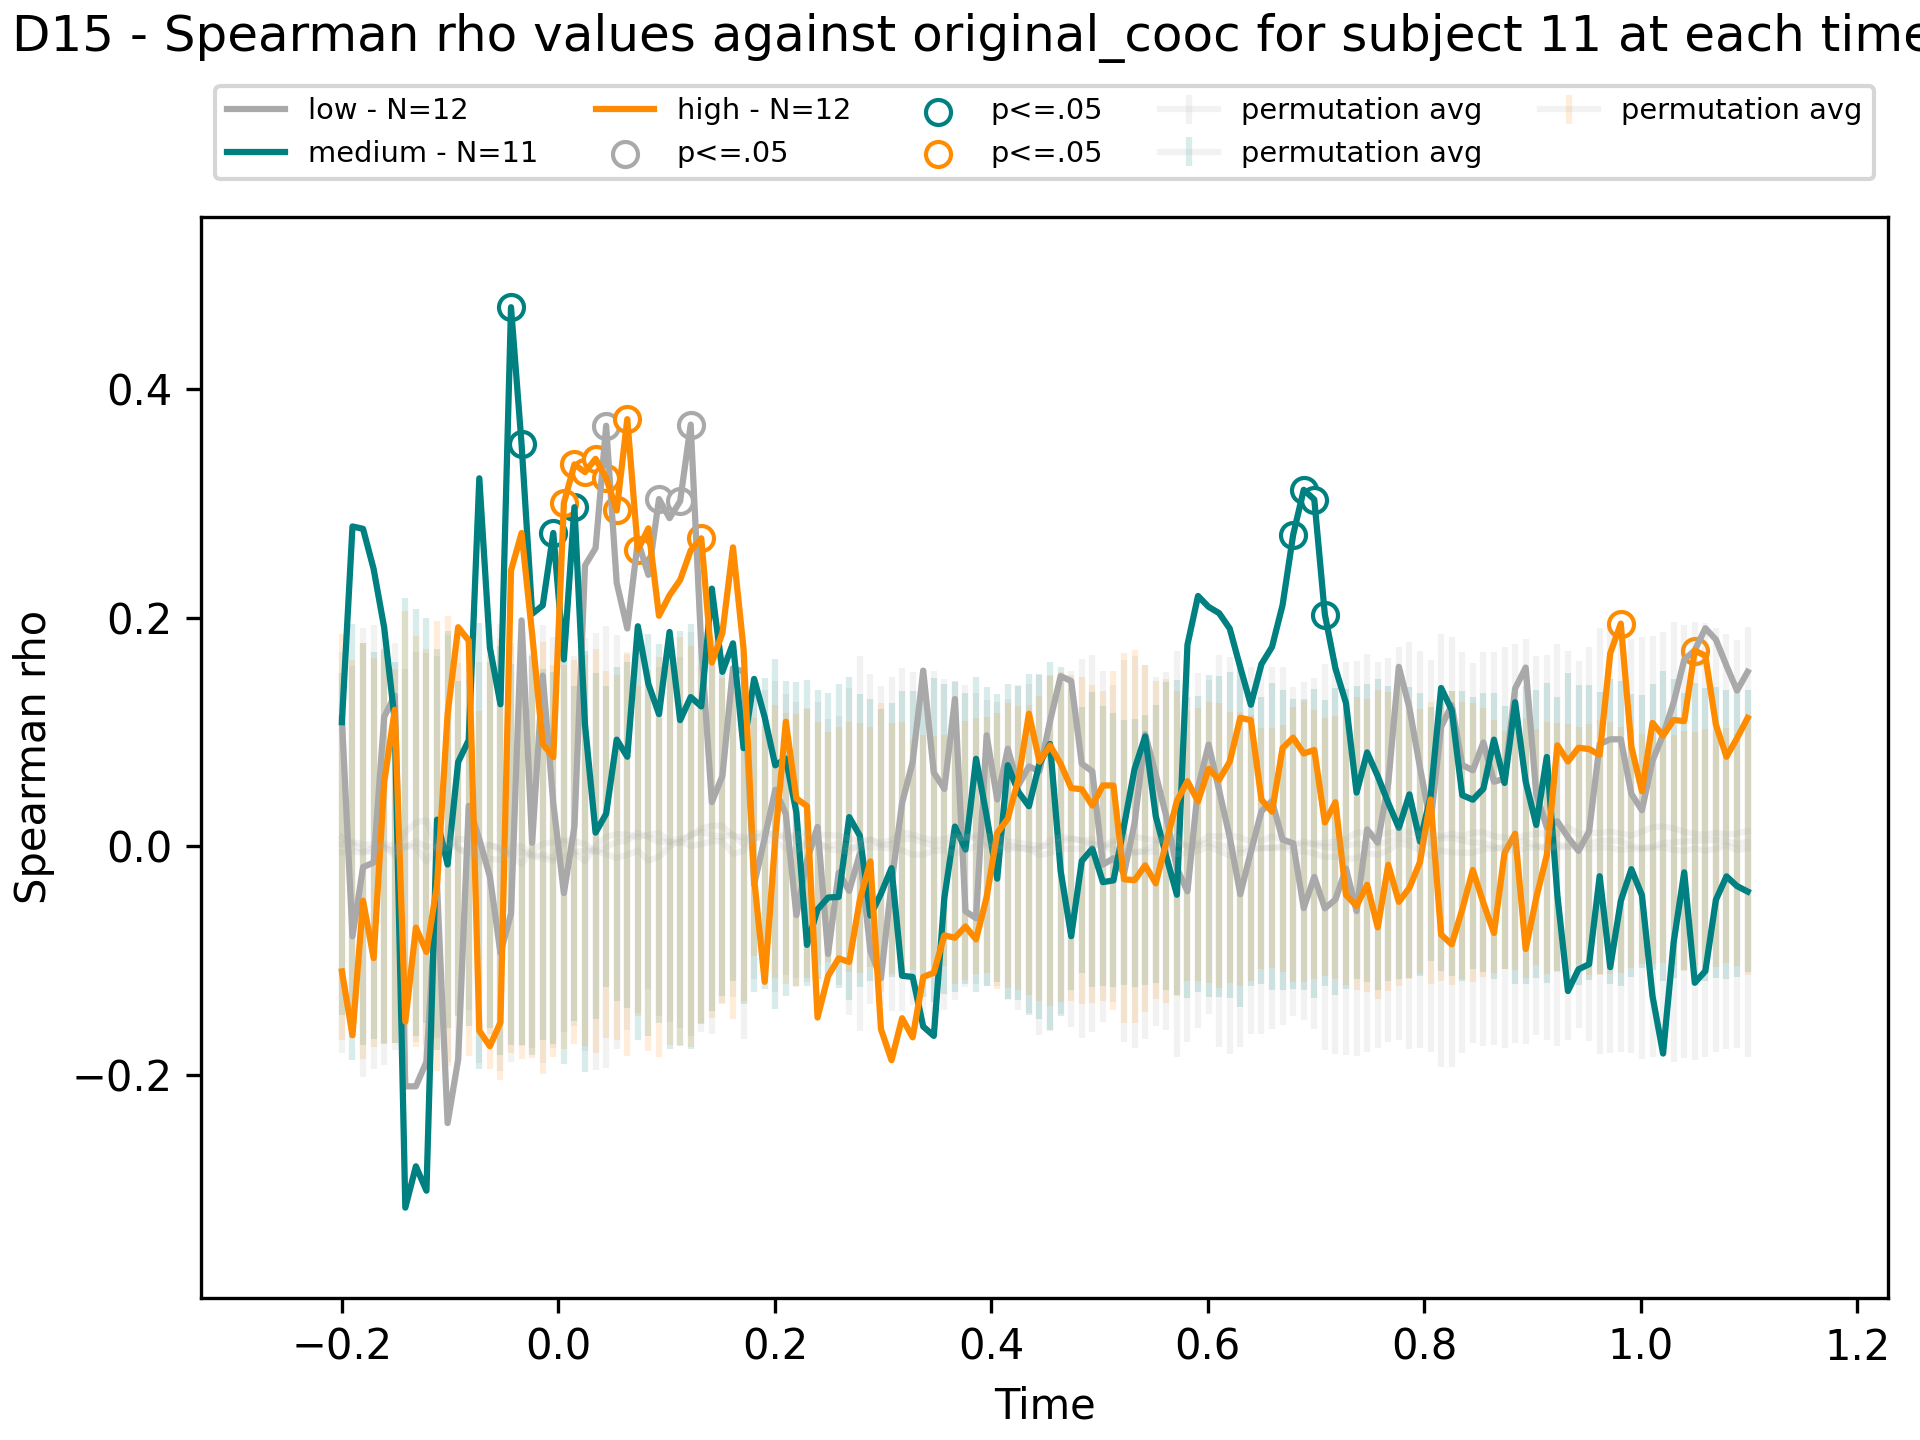 D15 - Spearman rho values against original_cooc for subject 11 at each time
low - N=12
medium - N=11
high - N=12
p<=.05
p<=.05
p<=.05
permutation avg
permutation avg
permutation avg
Spearman rho
0.4
0.2
0.0
−0.2
−0.2
0.0
0.2
0.4
0.6
0.8
1.0
1.2
Time